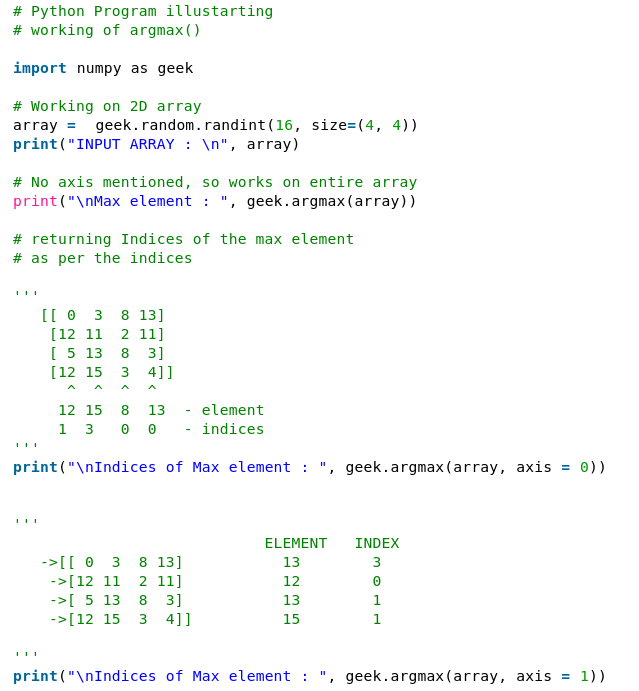 # Python Program illustarting
# working of argmax()
import numpy as geek
# Working on 2D array
array =  geek.random.randint(16, size=(4, 4))
print("INPUT ARRAY : \n", array)
# No axis mentioned, so works on entire array
print("\nMax element : ", geek.argmax(array))
# returning Indices of the max element
# as per the indices
'''
   [[ 0  3  8 13]
    [12 11  2 11]
    [ 5 13  8  3]
    [12 15  3  4]]
      ^  ^  ^  ^
     12 15  8  13  - element
     1  3   0  0   - indices
'''
print("\nIndices of Max element : ", geek.argmax(array, axis = 0))
'''
                            ELEMENT   INDEX
   ->[[ 0  3  8 13]           13        3
    ->[12 11  2 11]           12        0
    ->[ 5 13  8  3]           13        1
    ->[12 15  3  4]]          15        1
'''
print("\nIndices of Max element : ", geek.argmax(array, axis = 1))